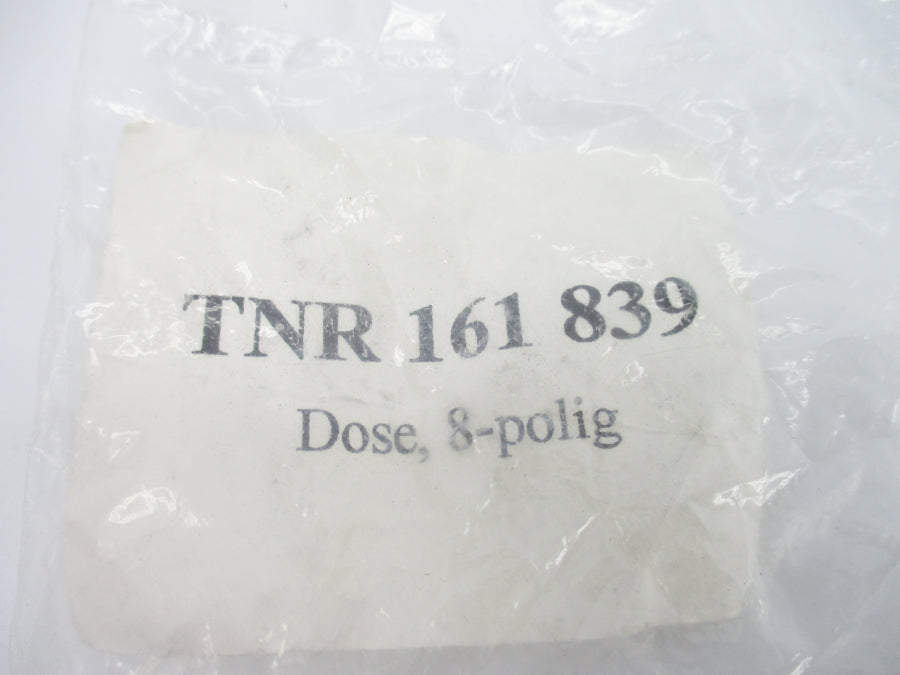 TNR 161 839
Dose, 8-polig